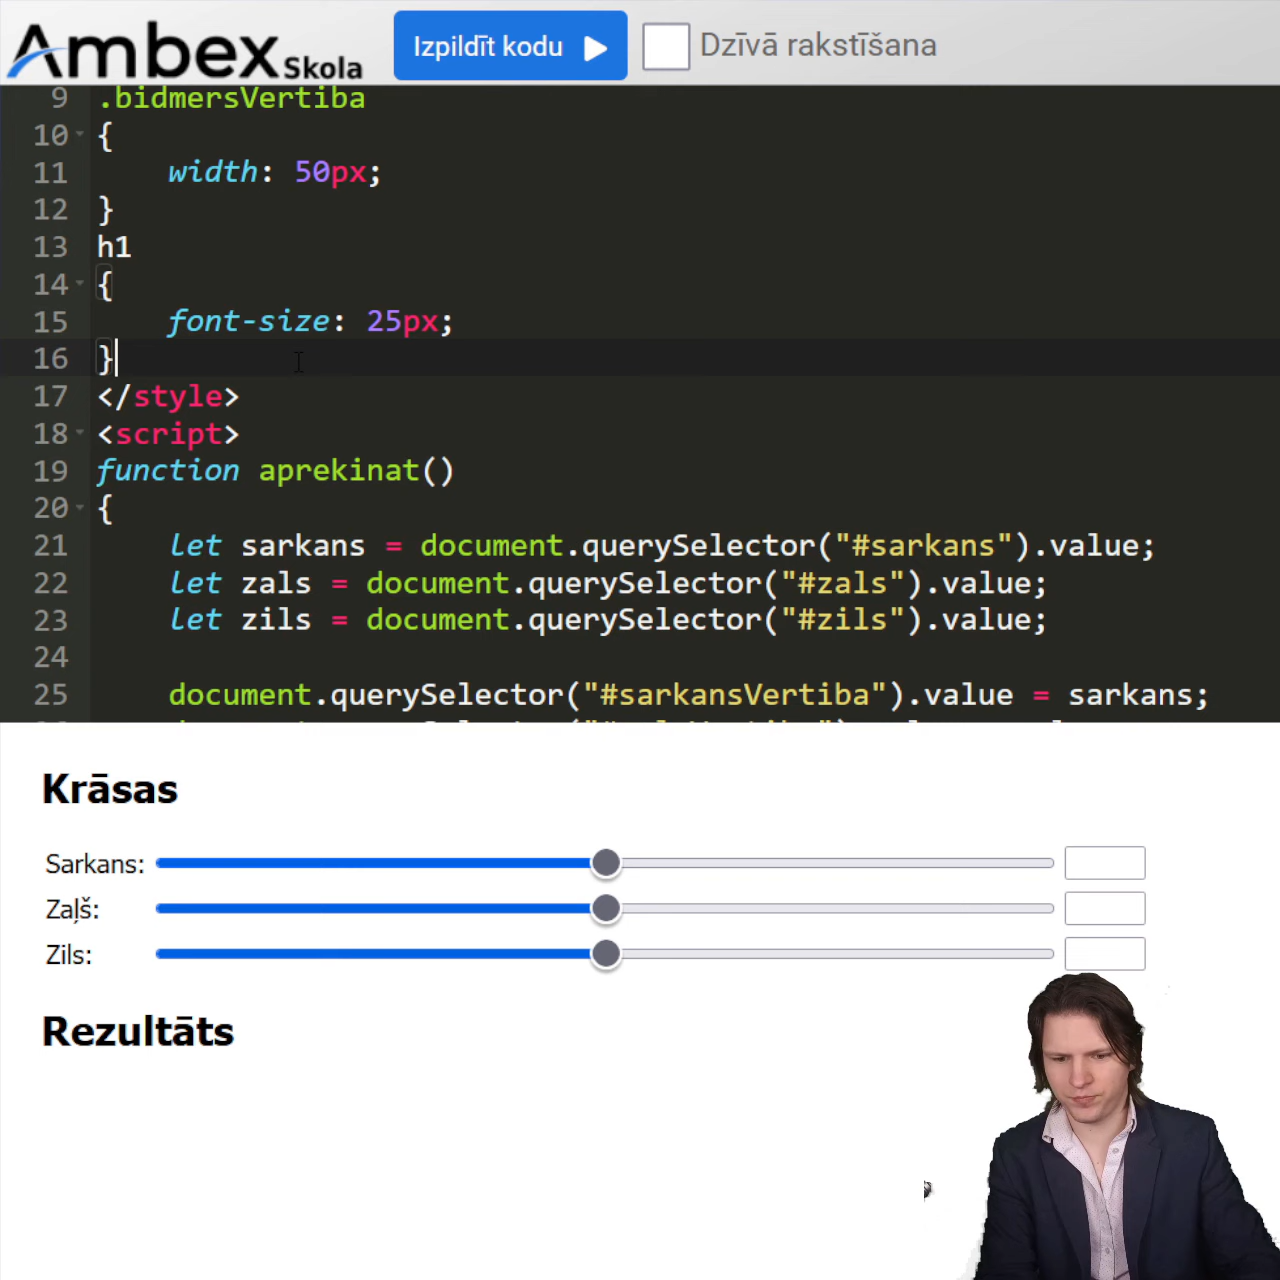 Ambex Skola
Izpildīt kodu
Dzīvā rakstīšana
9 .bidmersVertiba
10 {
11 width: 50px;
12 }
13 h1
14 {
15 font-size: 25px;
16 }
17 </style>
18 <script>
19 function aprekinat()
20 {
21 let sarkans = document.querySelector("#sarkans").value;
22 let zals = document.querySelector("#zals").value;
23 let zils = document.querySelector("#zils").value;
24
25 document.querySelector("#sarkansVertiba").value = sarkans;
Krāsas
Sarkans:
Zaļš:
Zils:
Rezultāts